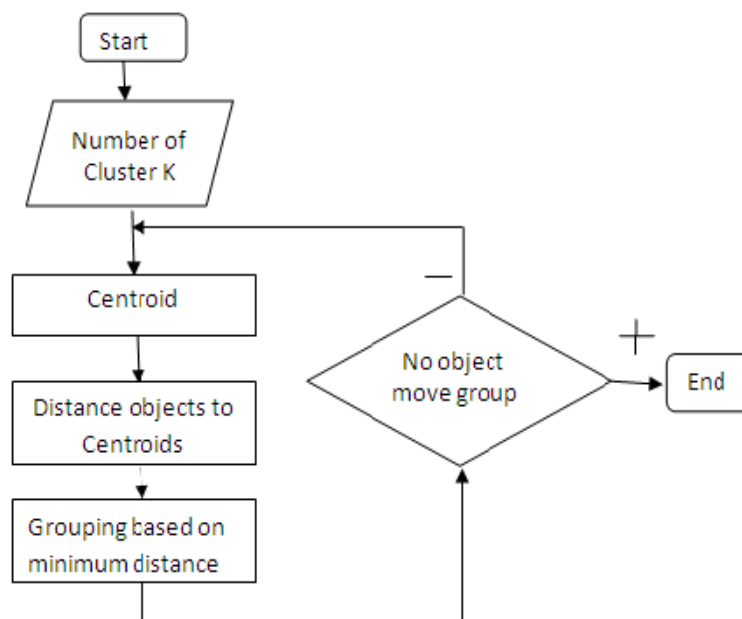 Start
Number of
Cluster K
Centroid
Distance objects to
Centroids
Grouping based on
minimum distance
—
No object
move group
+
End